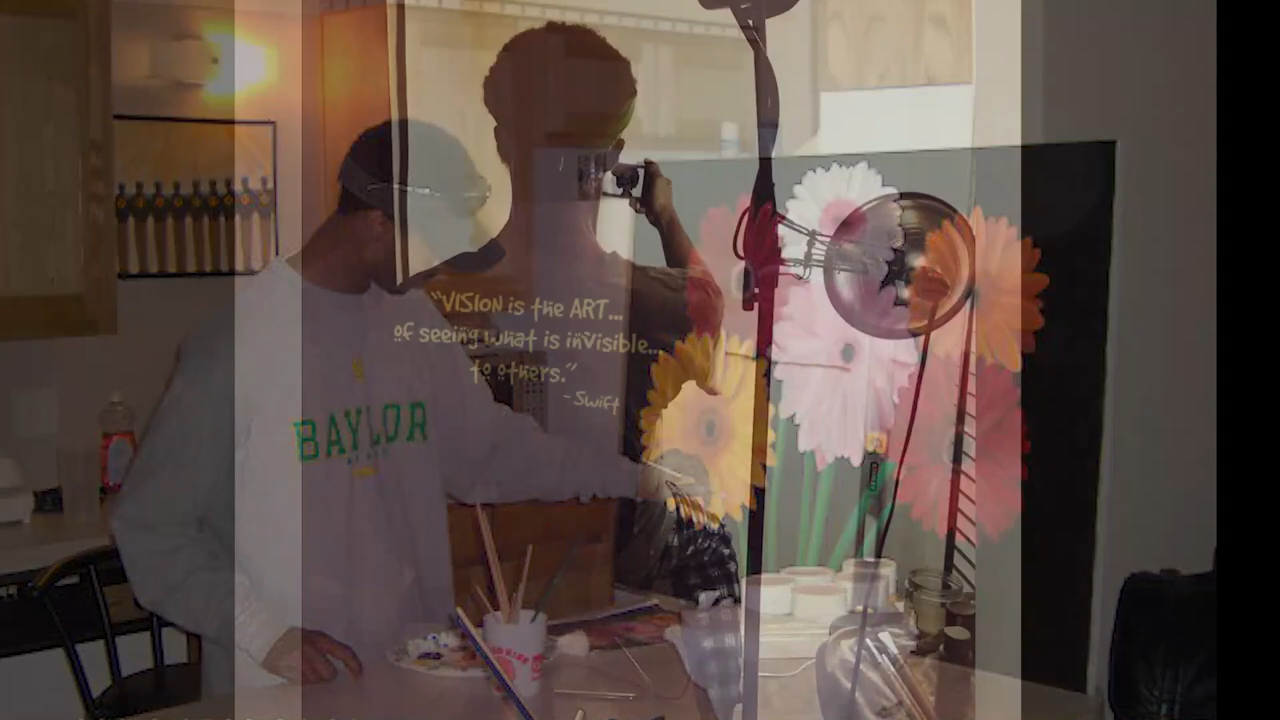 "VISION is the ART...
of seeing what is invisible...
to others."
- Swift
BAYLOR